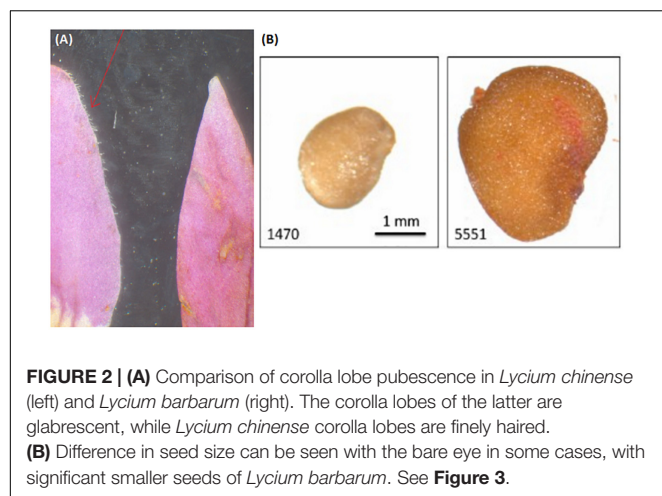 (A)
(B)
1470
1 mm
5551
FIGURE 2 | (A) Comparison of corolla lobe pubescence in Lycium chinense
(left) and Lycium barbarum (right). The corolla lobes of the latter are
glabrescent, while Lycium chinense corolla lobes are finely haired.
(B) Difference in seed size can be seen with the bare eye in some cases, with
significant smaller seeds of Lycium barbarum. See Figure 3.